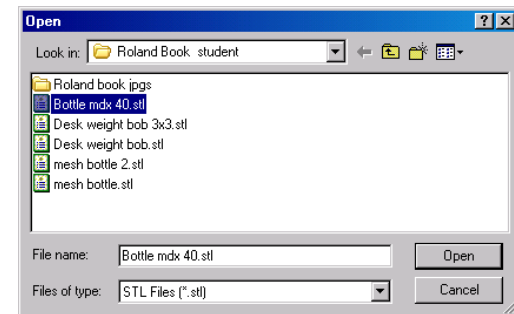 Open
Look in: Roland Book student
Roland book jpgs
Bottle mdx 40.stl
Desk weight bob 3x3.stl
Desk weight bob.stl
mesh bottle 2.stl
mesh bottle.stl
File name: Bottle mdx 40.stl Open
Files of type: STL Files (*.stl) Cancel